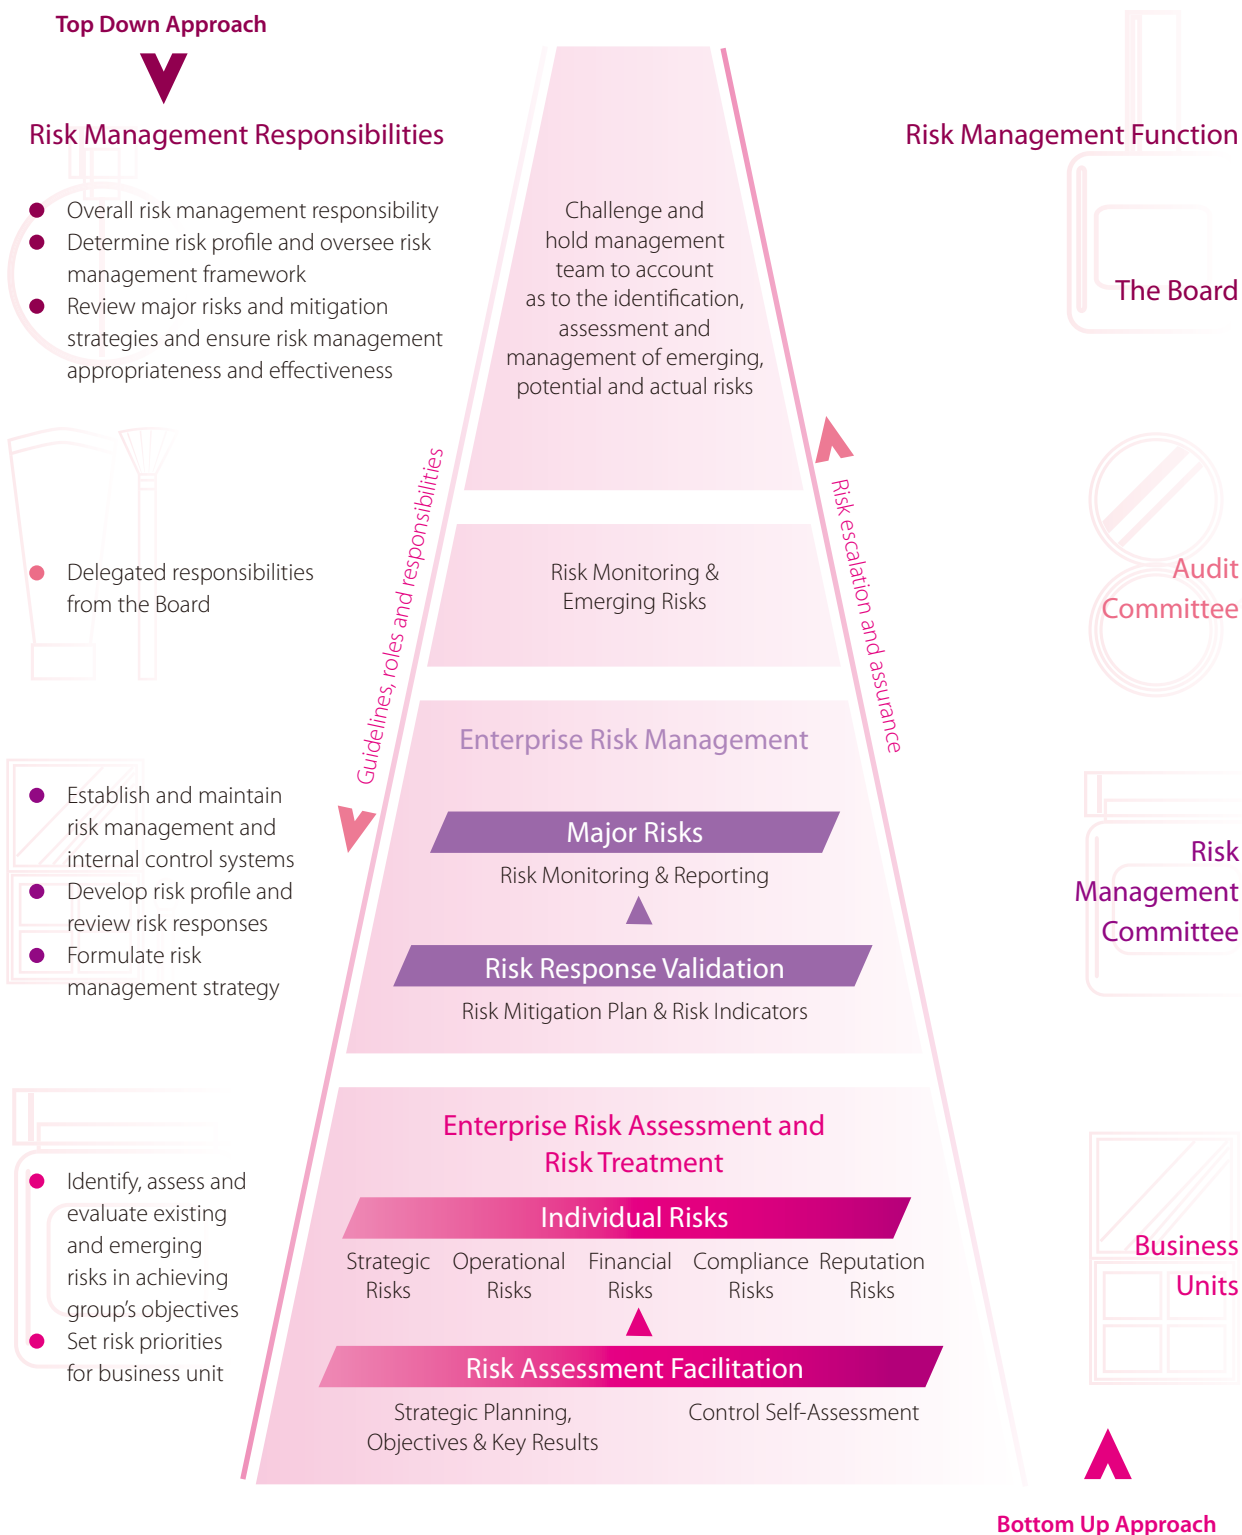 Top Down Approach
Risk Management Responsibilities
Risk Management Function
Overall risk management responsibility
Determine risk profile and oversee risk
management framework
Review major risks and mitigation
strategies and ensure risk management
appropriateness and effectiveness
Challenge and
hold management
team to account
as to the identification,
assessment and
management of emerging,
potential and actual risks
The Board
Guidelines, roles and responsibilities
Risk escalation and assurance
Delegated responsibilities
from the Board
Risk Monitoring &
Emerging Risks
Audit
Committee
Establish and maintain
risk management and
internal control systems
Develop risk profile and
review risk responses
Formulate risk
management strategy
Enterprise Risk Management
Major Risks
Risk Monitoring & Reporting
Risk Response Validation
Risk Mitigation Plan & Risk Indicators
Risk
Management
Committee
Identify, assess and
evaluate existing
and emerging
risks in achieving
group's objectives
Set risk priorities
for business unit
Enterprise Risk Assessment and
Risk Treatment
Individual Risks
Strategic
Risks
Operational
Risks
Financial
Risks
Compliance
Risks
Reputation
Risks
Risk Assessment Facilitation
Strategic Planning,
Objectives & Key Results
Control Self-Assessment
Business
Units
Bottom Up Approach